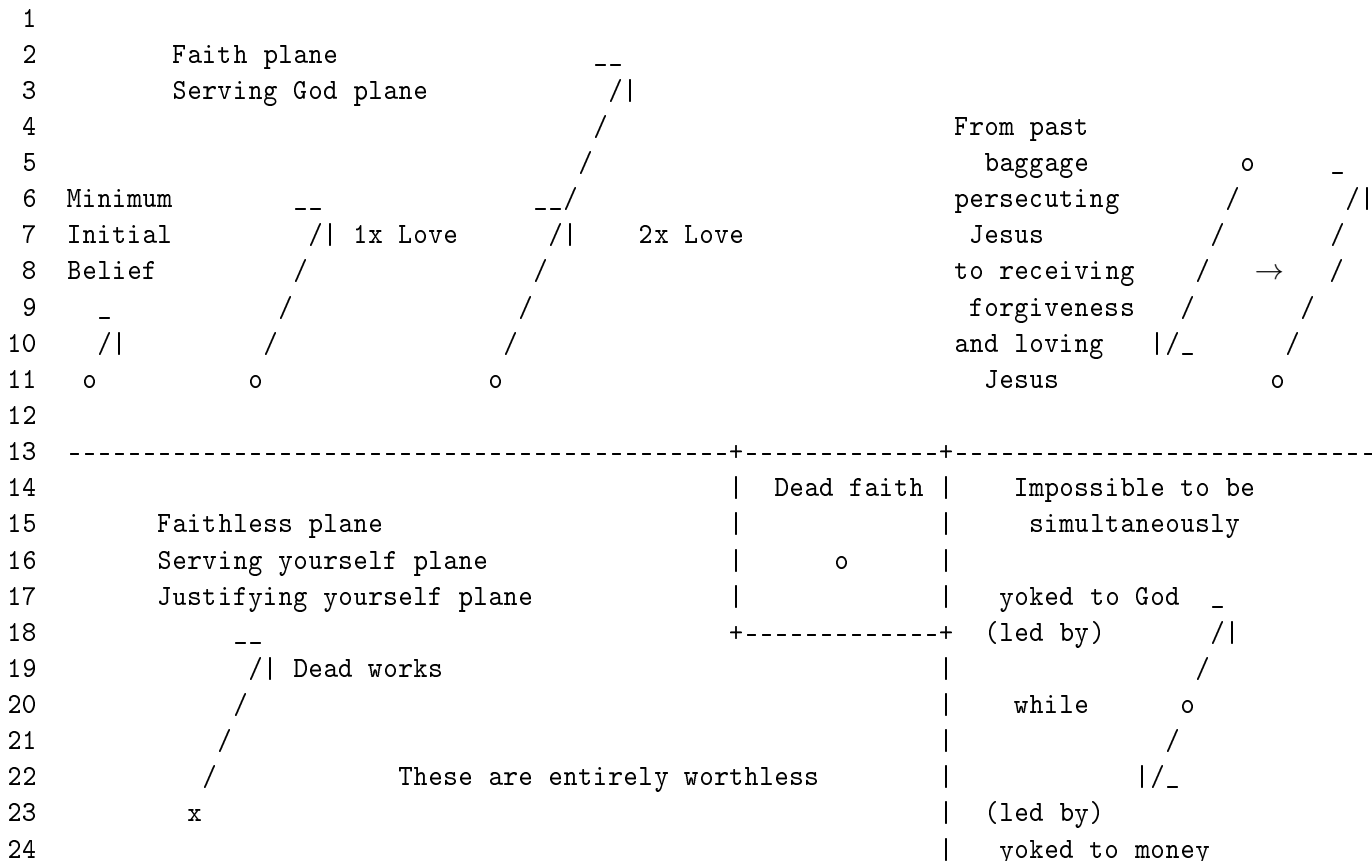 1
2         Faith plane                 __
3         Serving God plane            /|
4                                     /                       From past
5                                    /                          baggage          o     _
6  Minimum        __              __/                         persecuting       /       /|
7  Initial         /| 1x Love      /|    2x Love               Jesus           /       /
8  Belief         /               /                           to receiving    /   →   /
9    _           /               /                             forgiveness   /       /
10    /|         /               /                            and loving   |/_      /
11   o          o               o                               Jesus              o
12
13 --------------------------------------------+-------------+----------------------------
14                                             |  Dead faith |    Impossible to be
15       Faithless plane                       |             |     simultaneously
16       Serving yourself plane                |      o      |
17       Justifying yourself plane             |             |   yoked to God  _
18            __                               +-------------+  (led by)       /|
19             /| Dead works                                 |                /
20            /                                              |    while      o
21           /                                               |              /
22          /            These are entirely worthless        |            |/_
23         x                                                 |  (led by)
24                                                           |   yoked to money